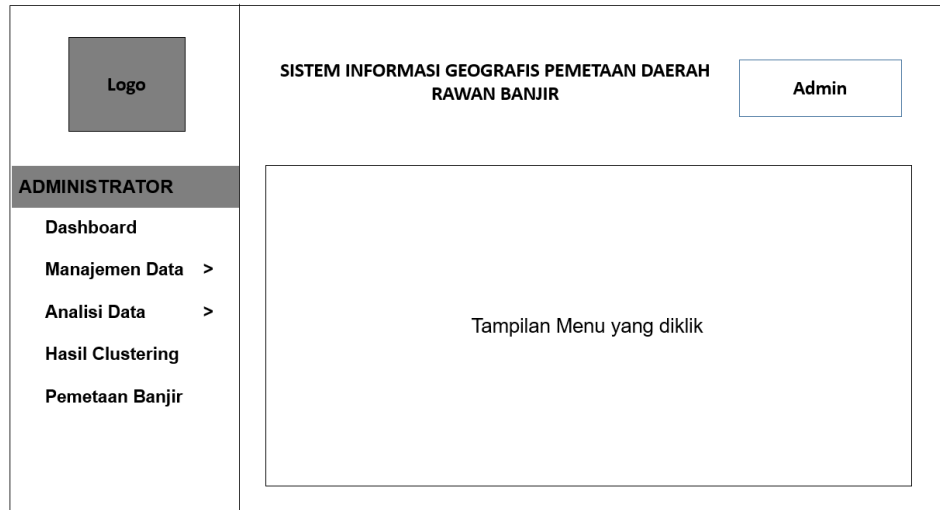 Logo
SISTEM INFORMASI GEOGRAFIS PEMETAAN DAERAH
RAWAN BANJIR
Admin
ADMINISTRATOR
Dashboard
Manajemen Data >
Analisi Data >
Hasil Clustering
Pemetaan Banjir
Tampilan Menu yang diklik